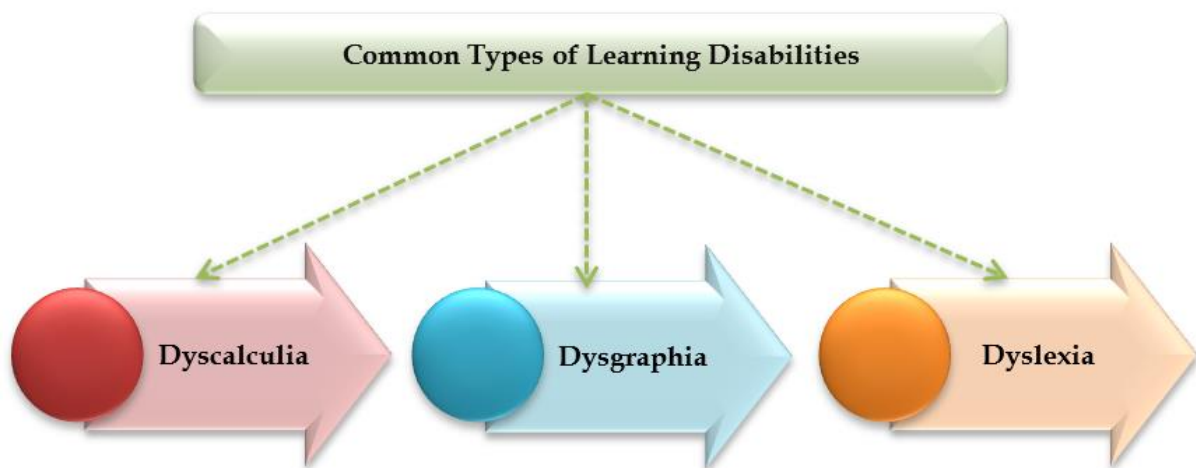 Common Types of Learning Disabilities
Dyscalculia
Dysgraphia
Dyslexia